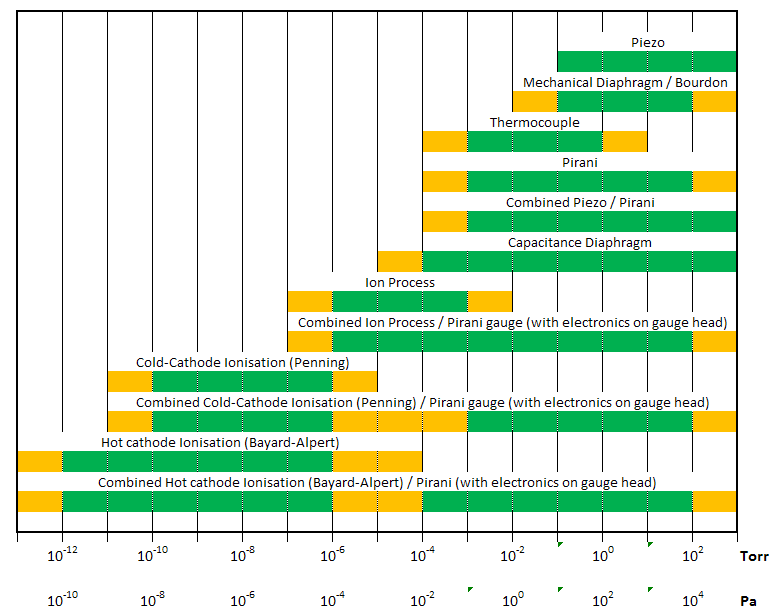 Piezo
Mechanical Diaphragm / Bourdon
Thermocouple
Pirani
Combined Piezo / Pirani
Capacitance Diaphragm
Ion Process
Combined Ion Process / Pirani gauge (with electronics on gauge head)
Cold-Cathode Ionisation (Penning)
Combined Cold-Cathode Ionisation (Penning) / Pirani gauge (with electronics on gauge head)
Hot cathode Ionisation (Bayard-Alpert)
Combined Hot cathode Ionisation (Bayard-Alpert) / Pirani (with electronics on gauge head)
10⁻¹² 10⁻¹⁰ 10⁻⁸ 10⁻⁶ 10⁻⁴ 10⁻² 10⁰ 10² Torr
10⁻¹⁰ 10⁻⁸ 10⁻⁶ 10⁻⁴ 10⁻² 10⁰ 10² 10⁴ Pa